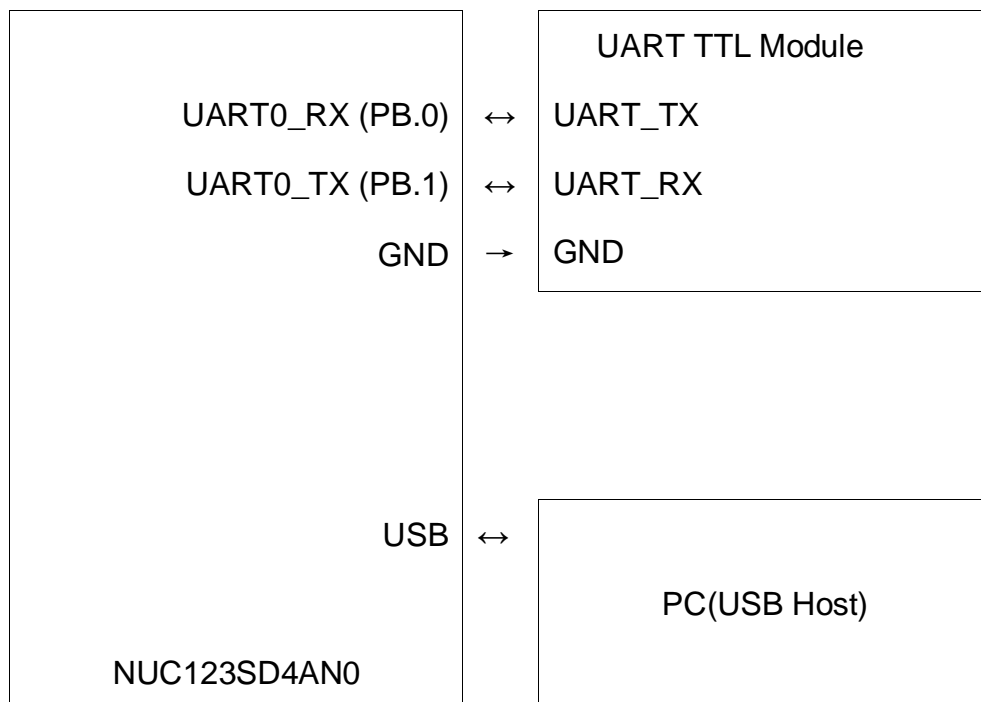 UART TTL Module
UART0_RX (PB.0) ↔ UART_TX
UART0_TX (PB.1) ↔ UART_RX
GND → GND
USB ↔
PC(USB Host)
NUC123SD4AN0